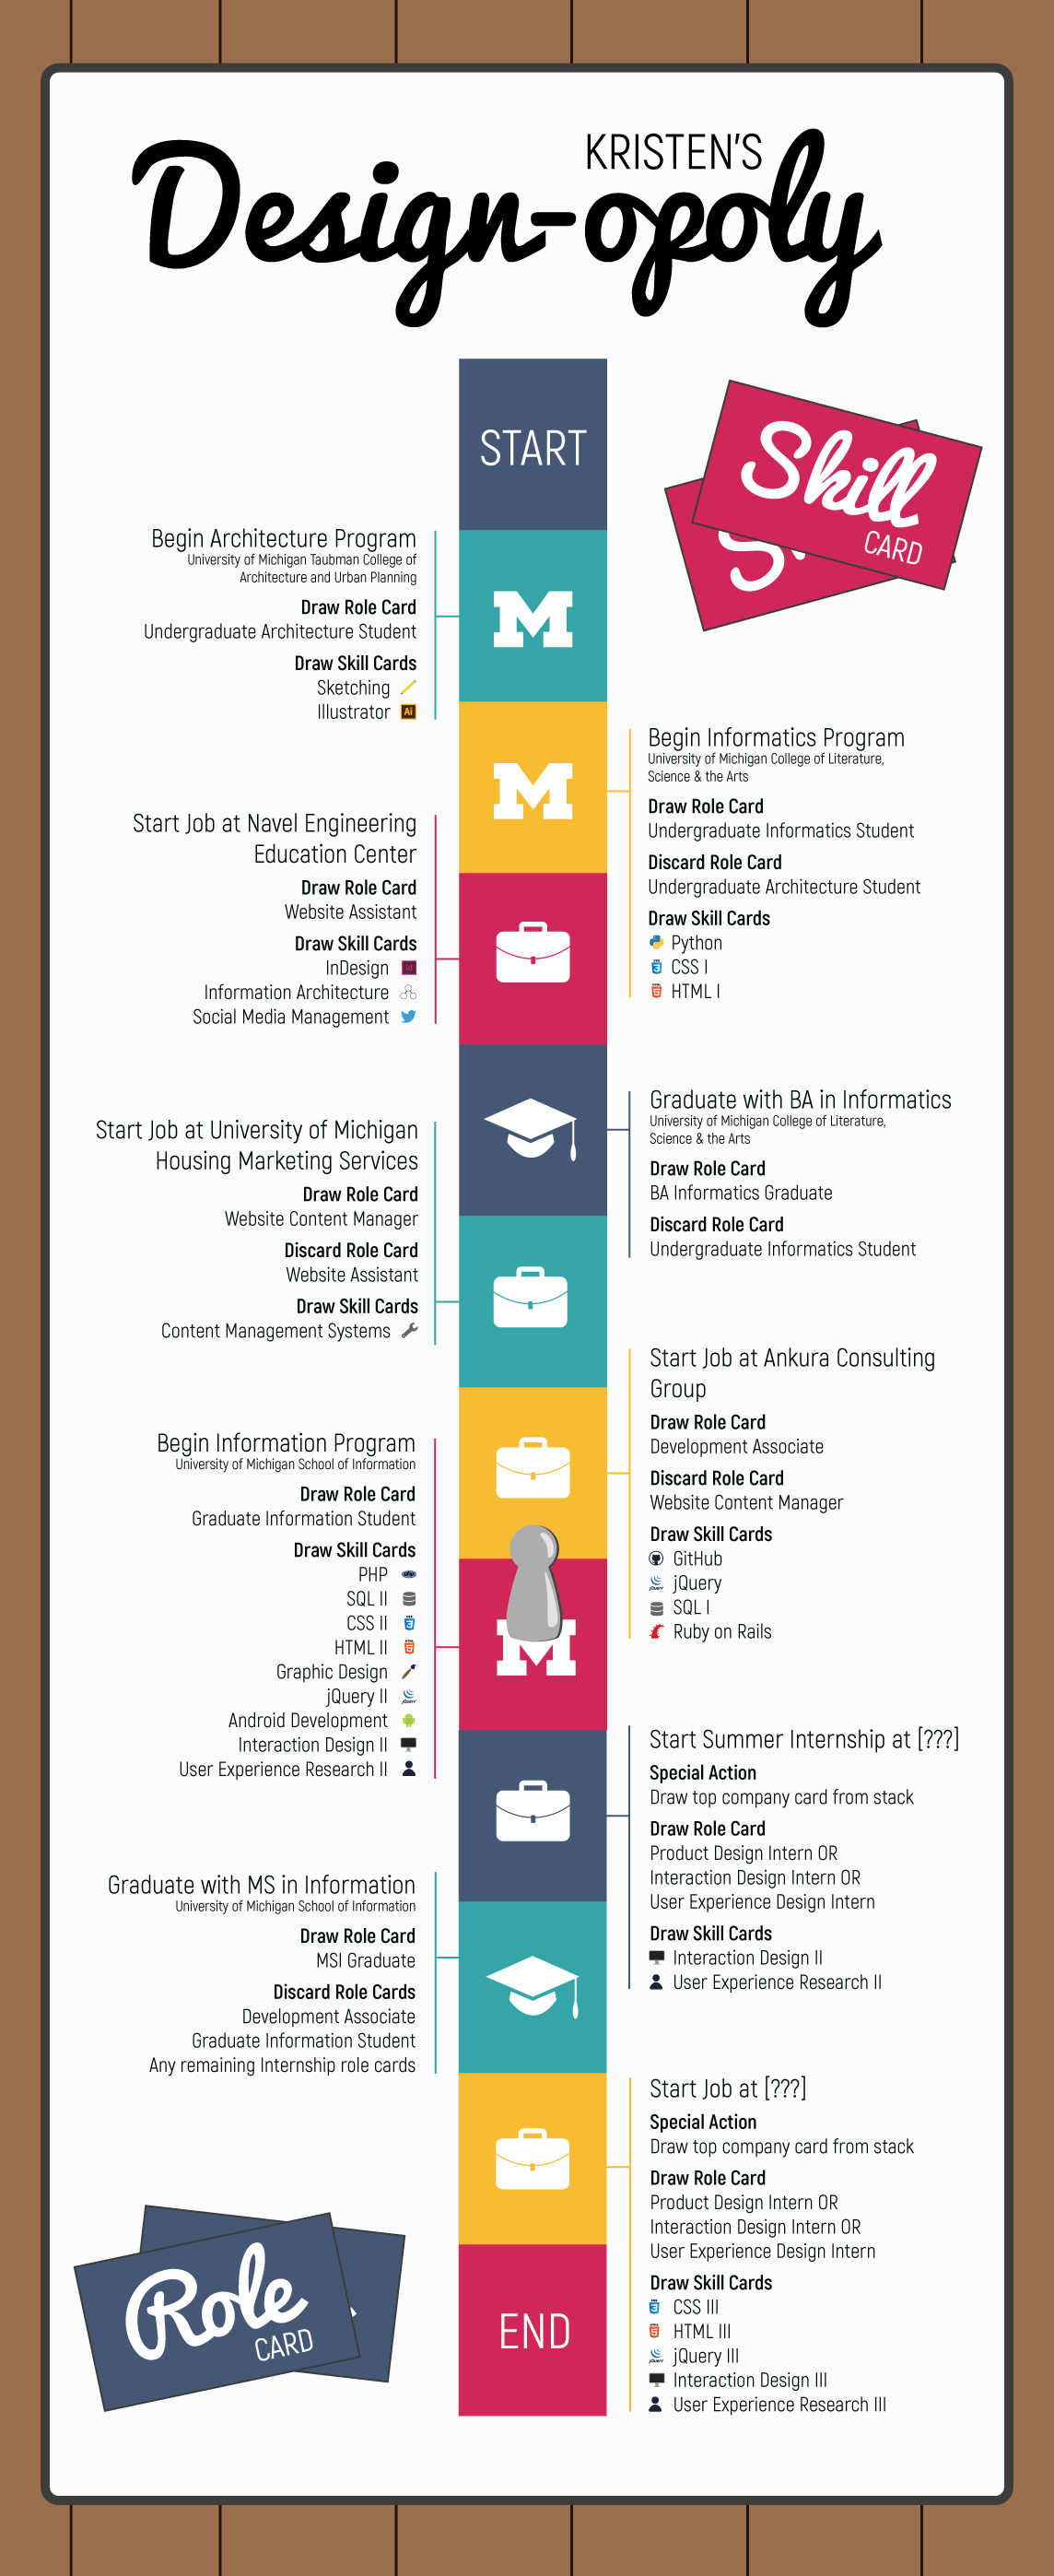 KRISTEN'S
Design-opoly
START
Skill
CARD
S
Begin Architecture Program
University of Michigan Taubman College of
Architecture and Urban Planning
Draw Role Card
Undergraduate Architecture Student
Draw Skill Cards
Sketching
Illustrator Ai
M
M
Begin Informatics Program
University of Michigan College of Literature,
Science & the Arts
Draw Role Card
Undergraduate Informatics Student
Discard Role Card
Undergraduate Architecture Student
Draw Skill Cards
Python
CSS I
HTML I
Start Job at Navel Engineering
Education Center
Draw Role Card
Website Assistant
Draw Skill Cards
InDesign Id
Information Architecture
Social Media Management
Graduate with BA in Informatics
University of Michigan College of Literature,
Science & the Arts
Draw Role Card
BA Informatics Graduate
Discard Role Card
Undergraduate Informatics Student
Start Job at University of Michigan
Housing Marketing Services
Draw Role Card
Website Content Manager
Discard Role Card
Website Assistant
Draw Skill Cards
Content Management Systems
Start Job at Ankura Consulting
Group
Draw Role Card
Development Associate
Discard Role Card
Website Content Manager
Draw Skill Cards
GitHub
jQuery
SQL I
Ruby on Rails
Begin Information Program
University of Michigan School of Information
Draw Role Card
Graduate Information Student
Draw Skill Cards
PHP
SQL II
CSS II
HTML II
Graphic Design
jQuery II
Android Development
Interaction Design II
User Experience Research II
M
Start Summer Internship at [???]
Special Action
Draw top company card from stack
Draw Role Card
Product Design Intern OR
Interaction Design Intern OR
User Experience Design Intern
Draw Skill Cards
Interaction Design II
User Experience Research II
Graduate with MS in Information
University of Michigan School of Information
Draw Role Card
MSI Graduate
Discard Role Cards
Development Associate
Graduate Information Student
Any remaining Internship role cards
Start Job at [???]
Special Action
Draw top company card from stack
Draw Role Card
Product Design Intern OR
Interaction Design Intern OR
User Experience Design Intern
Draw Skill Cards
CSS III
HTML III
jQuery III
Interaction Design III
User Experience Research III
Role
CARD
END